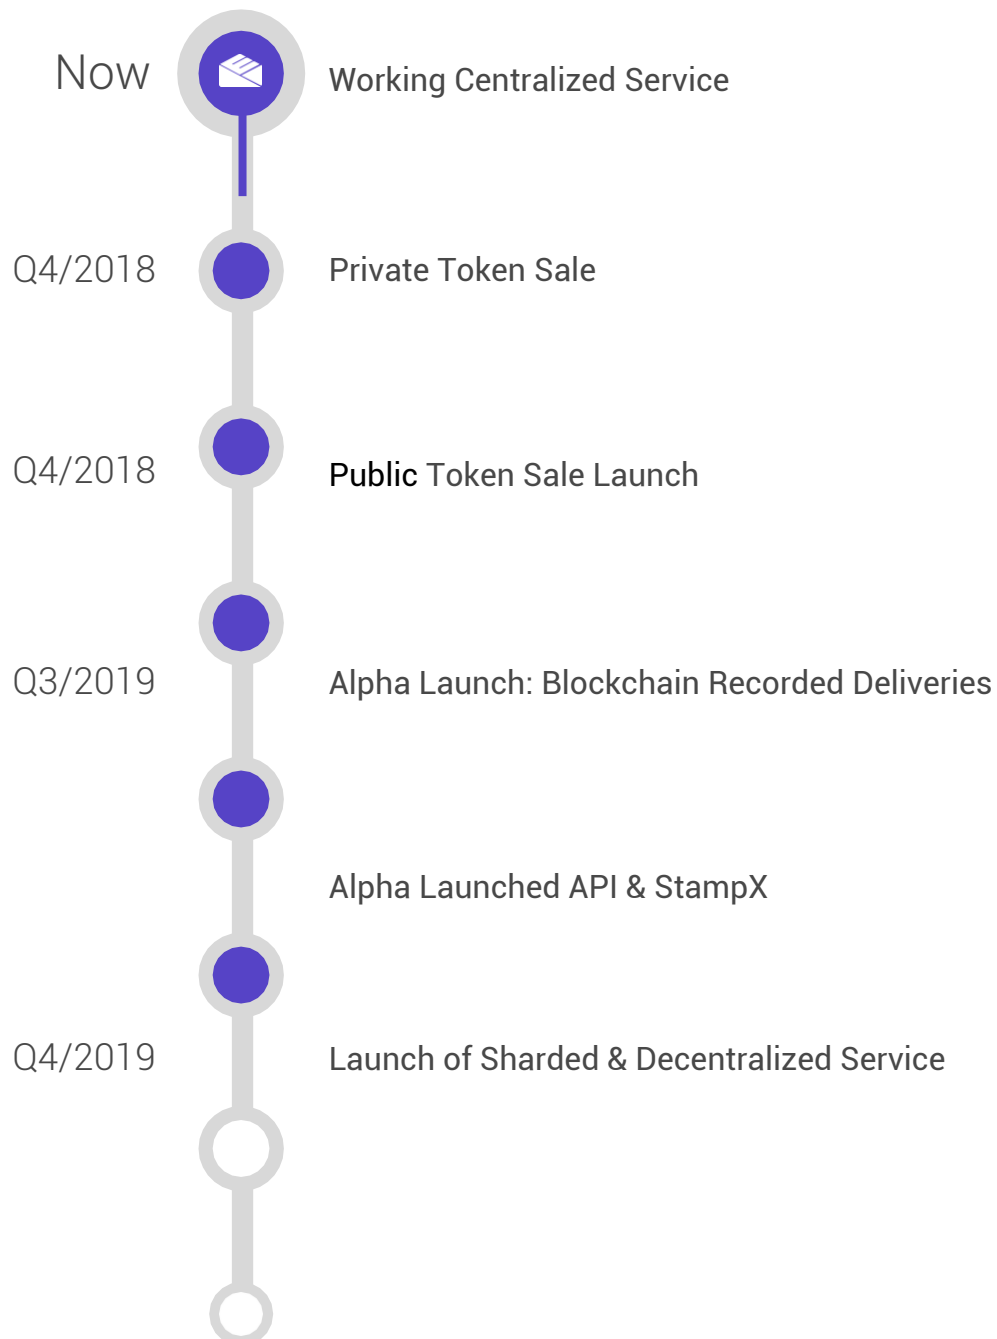 Now
Working Centralized Service
Q4/2018
Private Token Sale
Q4/2018
Public Token Sale Launch
Q3/2019
Alpha Launch: Blockchain Recorded Deliveries
Alpha Launched API & StampX
Q4/2019
Launch of Sharded & Decentralized Service